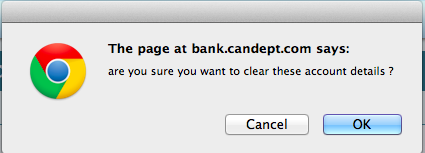 The page at bank.candept.com says:
are you sure you want to clear these account details ?
Cancel OK